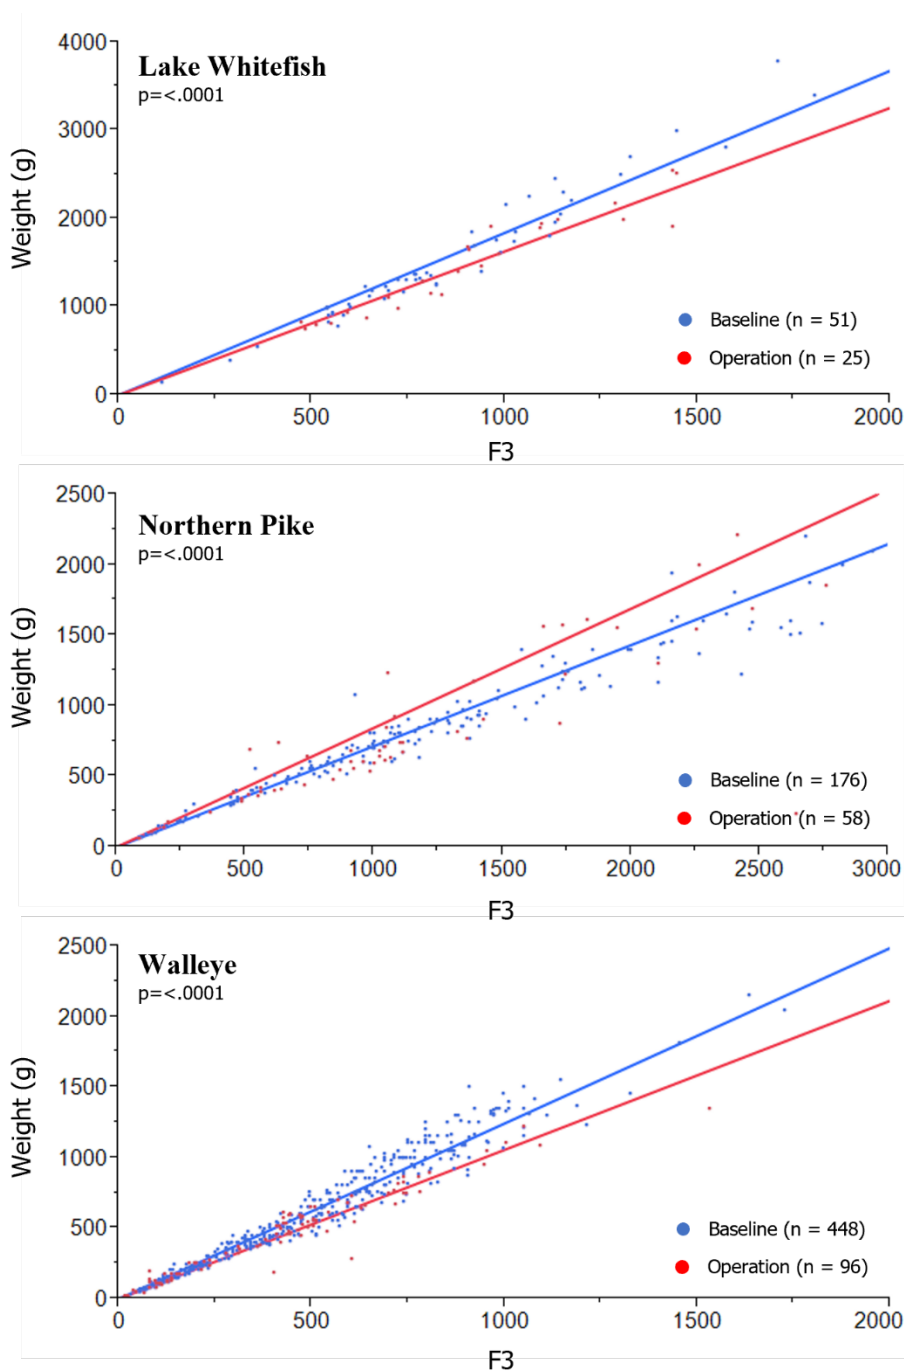 Lake Whitefish
p=<.0001
Weight (g)
4000
3000
2000
1000
0
Baseline (n = 51)
Operation (n = 25)
0 500 1000 1500 2000
F3
Northern Pike
p=<.0001
Weight (g)
2500
2000
1500
1000
500
0
Baseline (n = 176)
Operation (n = 58)
0 500 1000 1500 2000 2500 3000
F3
Walleye
p=<.0001
Weight (g)
2500
2000
1500
1000
500
0
Baseline (n = 448)
Operation (n = 96)
0 500 1000 1500 2000
F3